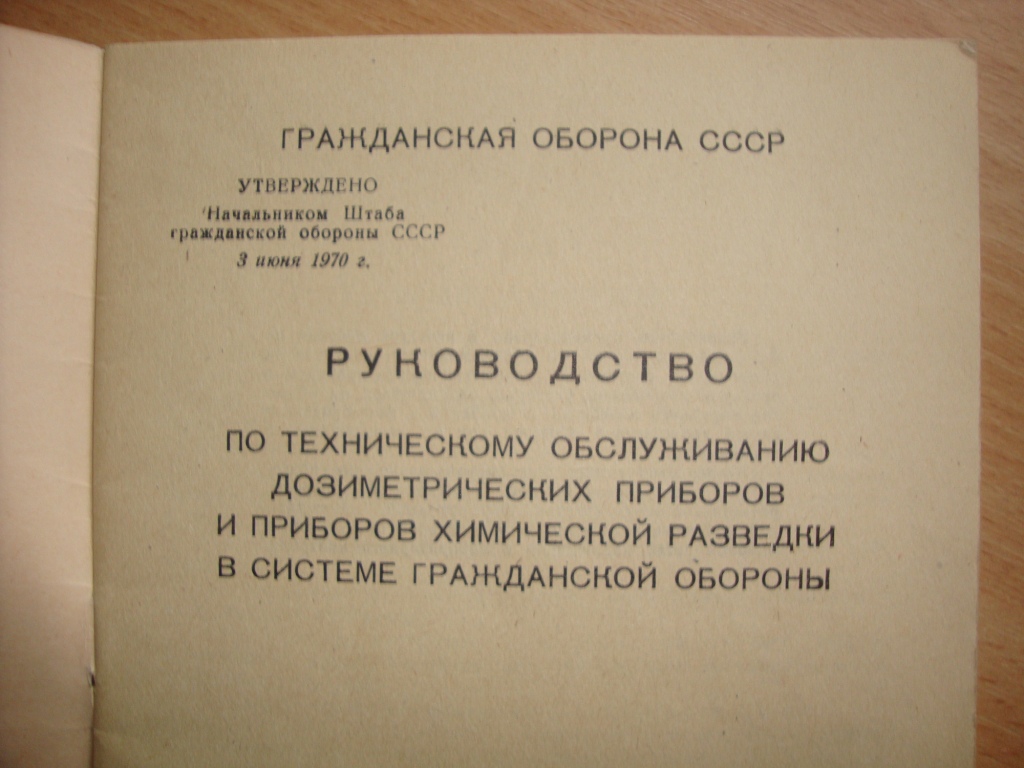 ГРАЖДАНСКАЯ ОБОРОНА СССР
УТВЕРЖДЕНО
Начальником Штаба
гражданской обороны СССР
3 июня 1970 г.
РУКОВОДСТВО
ПО ТЕХНИЧЕСКОМУ ОБСЛУЖИВАНИЮ
ДОЗИМЕТРИЧЕСКИХ ПРИБОРОВ
И ПРИБОРОВ ХИМИЧЕСКОЙ РАЗВЕДКИ
В СИСТЕМЕ ГРАЖДАНСКОЙ ОБОРОНЫ